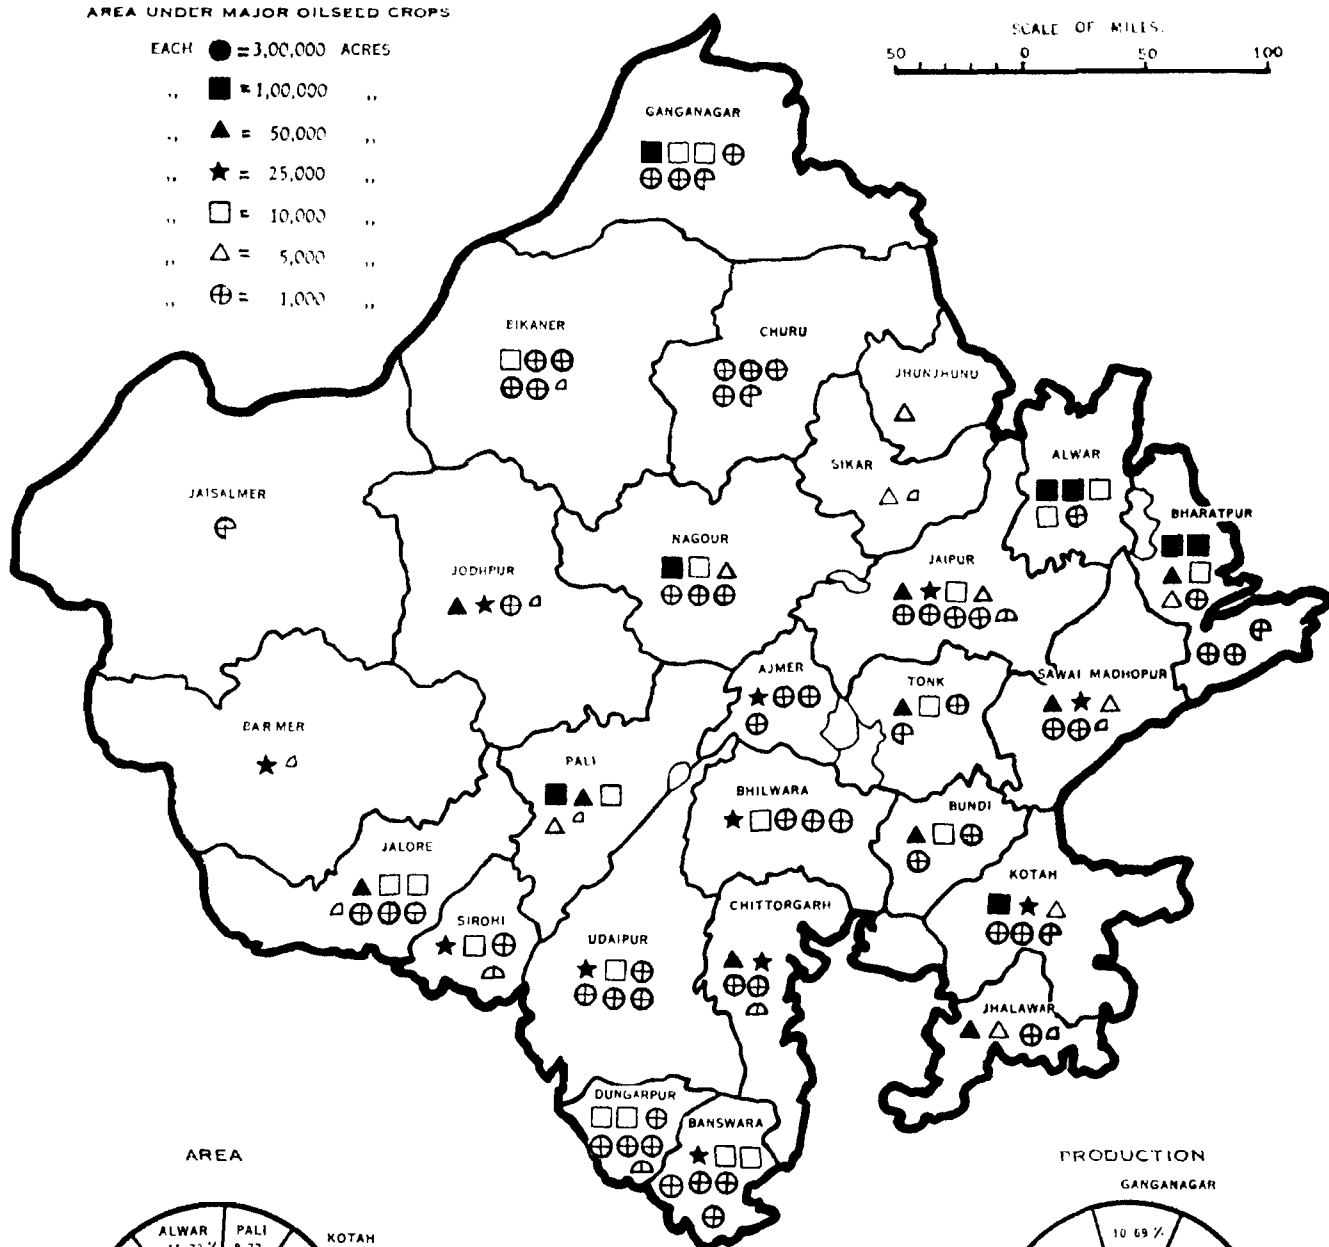 AREA UNDER MAJOR OILSEED CROPS
EACH = 3,00,000 ACRES
,, = 1,00,000 ,,
,, = 50,000 ,,
,, = 25,000 ,,
,, = 10,000 ,,
,, = 5,000 ,,
,, = 1,000 ,,
SCALE OF MILES.
50 0 50 100
GANGANAGAR
BIKANER
CHURU
JHUNJHUNU
SIKAR
ALWAR
BHARATPUR
JAISALMER
JODHPUR
NAGOUR
JAIPUR
AJMER
TONK
SAWAI MADHOPUR
BARMER
PALI
BHILWARA
BUNDI
JALORE
SIROHI
UDAIPUR
CHITTORGARH
KOTAH
JHALAWAR
DUNGARPUR
BANSWARA
AREA
ALWAR PALI KOTAH
PRODUCTION
GANGANAGAR
10.69 %